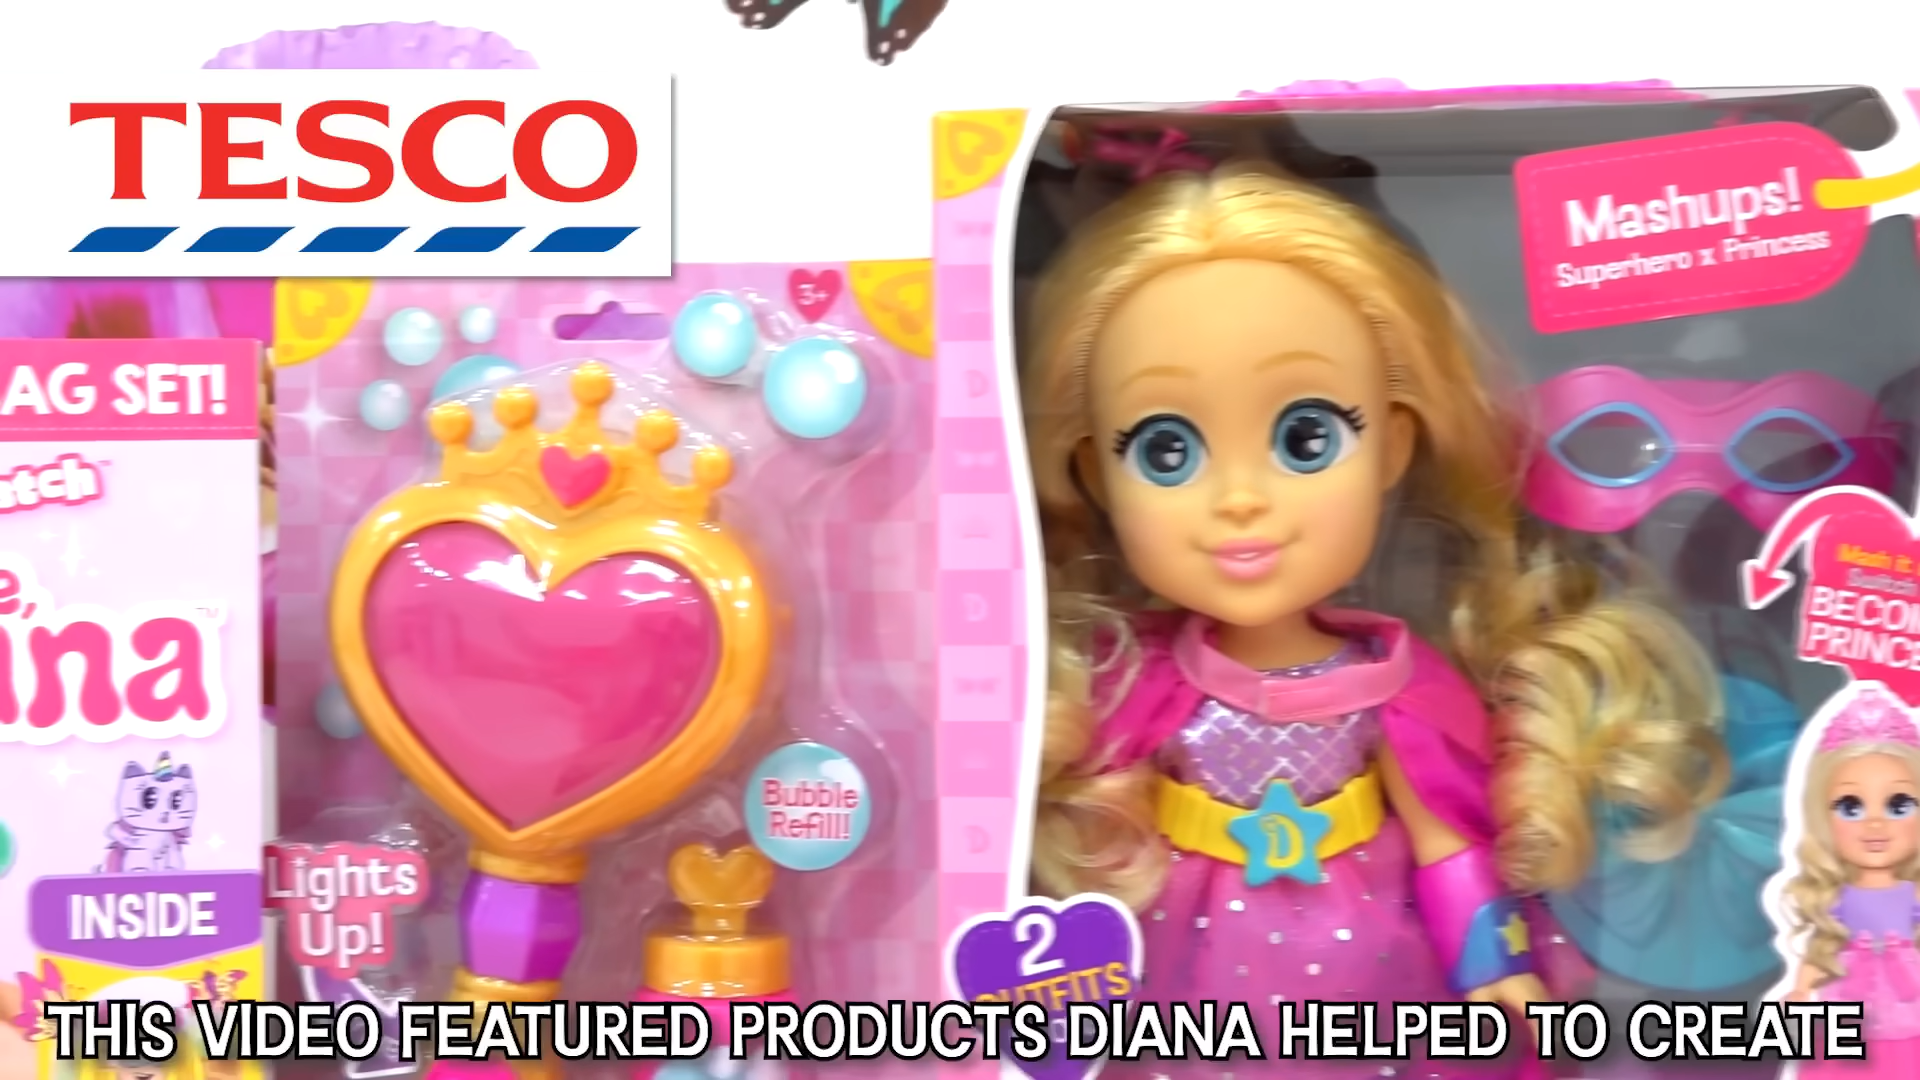 TESCO
Mashups!
Superhero x Princess
3+
AG SET!
Bubble
Refill!
Lights
Up!
INSIDE
2
OUTFITS
D
THIS VIDEO FEATURED PRODUCTS DIANA HELPED TO CREATE